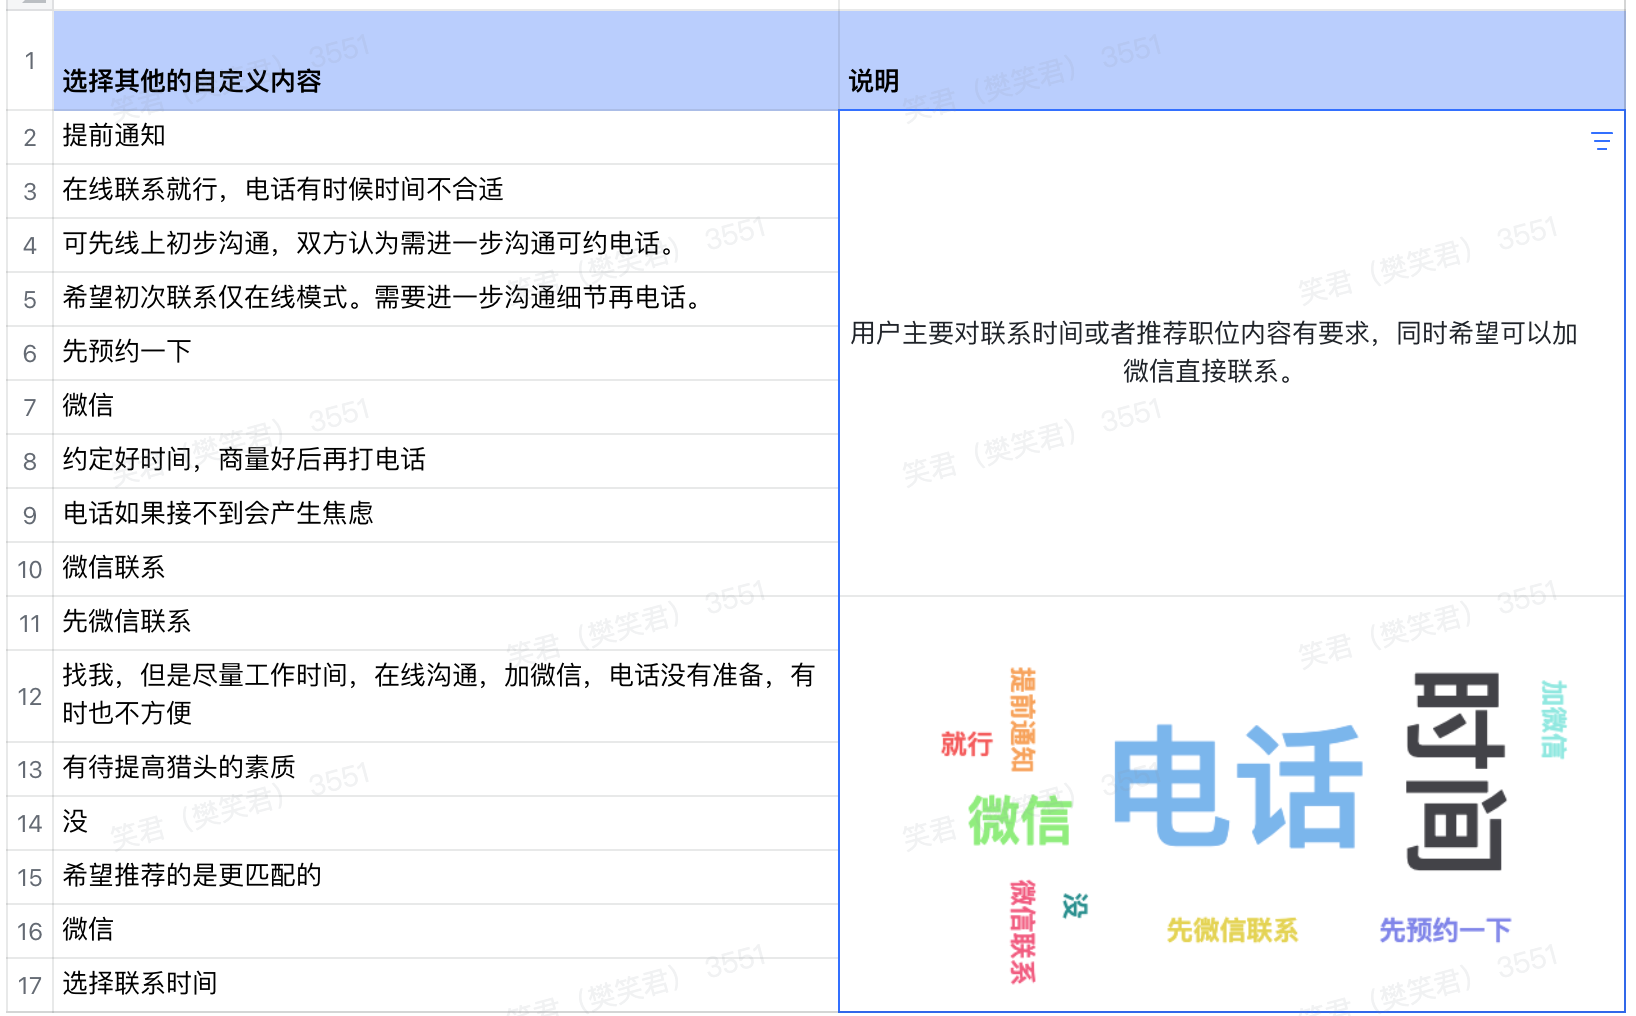 1
选择其他的自定义内容
说明
2
提前通知
3
在线联系就行，电话有时候时间不合适
4
可先线上初步沟通，双方认为需进一步沟通可约电话。
5
希望初次联系仅在线模式。需要进一步沟通细节再电话。
6
先预约一下
7
微信
8
约定好时间，商量好后再打电话
9
电话如果接不到会产生焦虑
10
微信联系
11
先微信联系
12
找我，但是尽量工作时间，在线沟通，加微信，电话没有准备，有
时也不方便
13
有待提高猎头的素质
14
没
15
希望推荐的是更匹配的
16
微信
17
选择联系时间
用户主要对联系时间或者推荐职位内容有要求，同时希望可以加
微信直接联系。
提前通知
就行
微信
电话
时间
加微信
微信联系
没
先微信联系
先预约一下
笑君（樊笑君） 3551